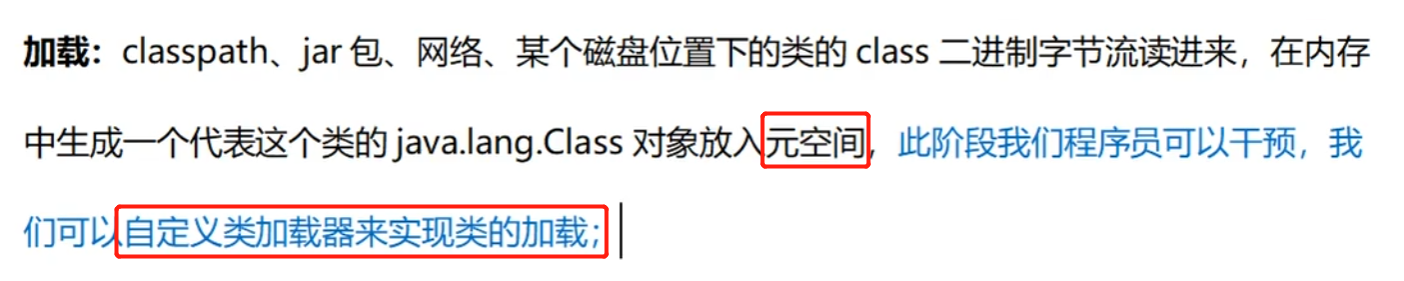 加载：classpath、jar 包、网络、某个磁盘位置下的类的 class 二进制字节流读进来，在内存
中生成一个代表这个类的 java.lang.Class 对象放入元空间，此阶段我们程序员可以干预，我
们可以自定义类加载器来实现类的加载；